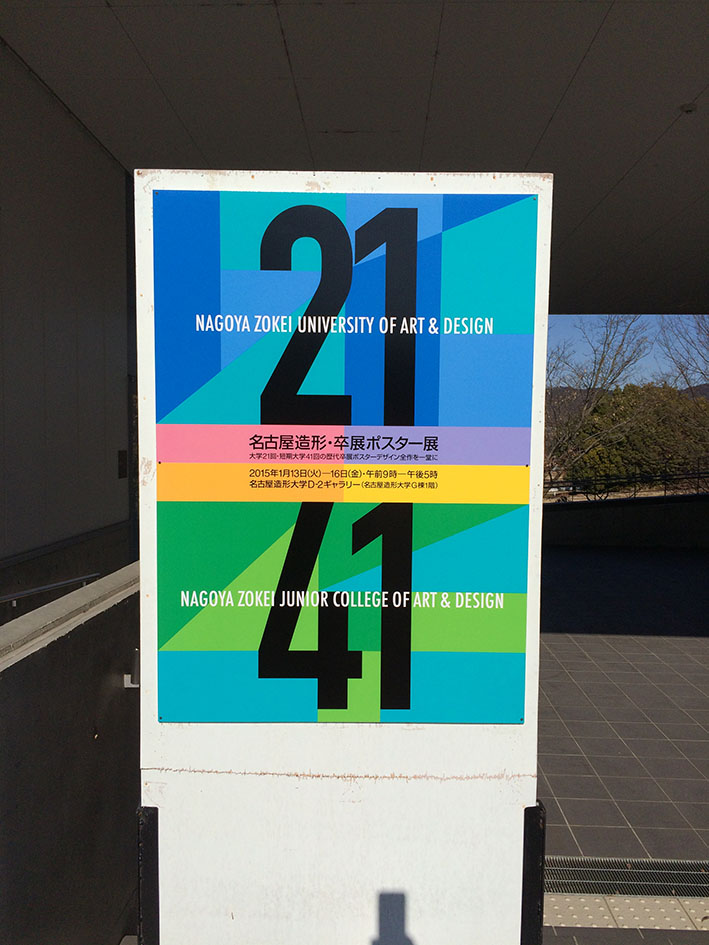 21
NAGOYA ZOKEI UNIVERSITY OF ART & DESIGN
名古屋造形・卒展ポスター展
大学21回・短期大学41回の歴代卒展ポスターデザイン全作を一堂に
2015年1月13日(火)—16日(金)・午前9時—午後5時
名古屋造形大学D-2ギャラリー(名古屋造形大学G棟1階)
41
NAGOYA ZOKEI JUNIOR COLLEGE OF ART & DESIGN